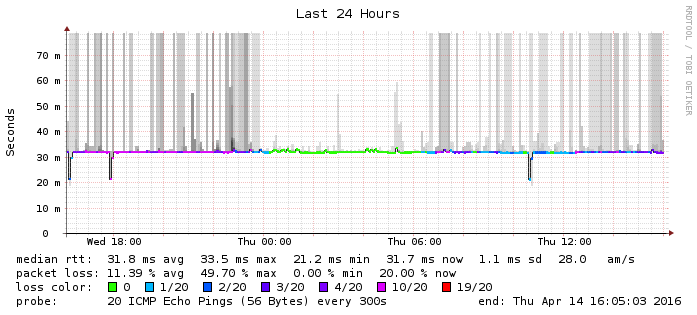 Last 24 Hours
RRDTOOL / TOBI OETIKER
Seconds
70 m
60 m
50 m
40 m
30 m
20 m
10 m
0
Wed 18:00 Thu 00:00 Thu 06:00 Thu 12:00
median rtt: 31.8 ms avg 33.5 ms max 21.2 ms min 31.7 ms now 1.1 ms sd 28.0 am/s
packet loss: 11.39 % avg 49.70 % max 0.00 % min 20.00 % now
loss color: 0 1/20 2/20 3/20 4/20 10/20 19/20
probe: 20 ICMP Echo Pings (56 Bytes) every 300s end: Thu Apr 14 16:05:03 2016